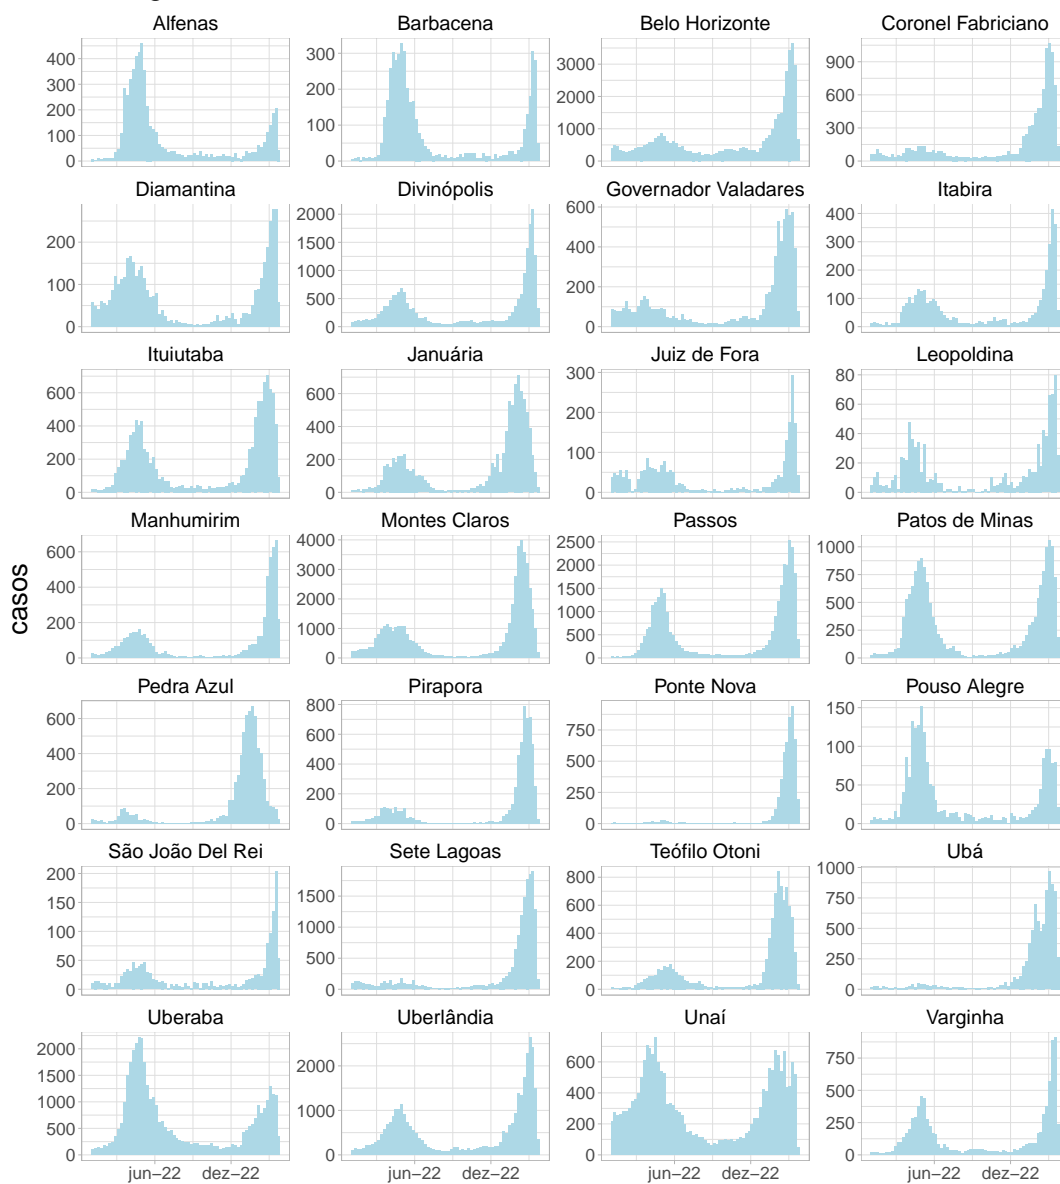 Alfenas Barbacena Belo Horizonte Coronel Fabriciano
400 300 3000 900
300 2000 600
200 200 300
100 100 1000
0 0 0 0
Diamantina Divinópolis Governador Valadares Itabira
200 2000 600 400
100 1500 400 300
1000 200 200
500 100
0 0 0 0
Ituiutaba Januária Juiz de Fora Leopoldina
600 600 300 80
400 400 200 60
200 200 100 40
20
0 0 0 0
Manhumirim Montes Claros Passos Patos de Minas
600 4000 2500 1000
400 3000 2000 750
200 2000 1500 500
1000 1000 250
500
0 0 0 0
casos
Pedra Azul Pirapora Ponte Nova Pouso Alegre
600 800 750 150
400 600 500 100
200 400 250 50
200
0 0 0 0
São João Del Rei Sete Lagoas Teófilo Otoni Ubá
200 1500 800 1000
150 1000 600 750
100 500 400 500
50 200 250
0 0 0 0
Uberaba Uberlândia Unaí Varginha
2000 2000 600 750
1500 1000 400 500
1000 200 250
500
0 0 0 0
jun–22 dez–22 jun–22 dez–22 jun–22 dez–22 jun–22 dez–22